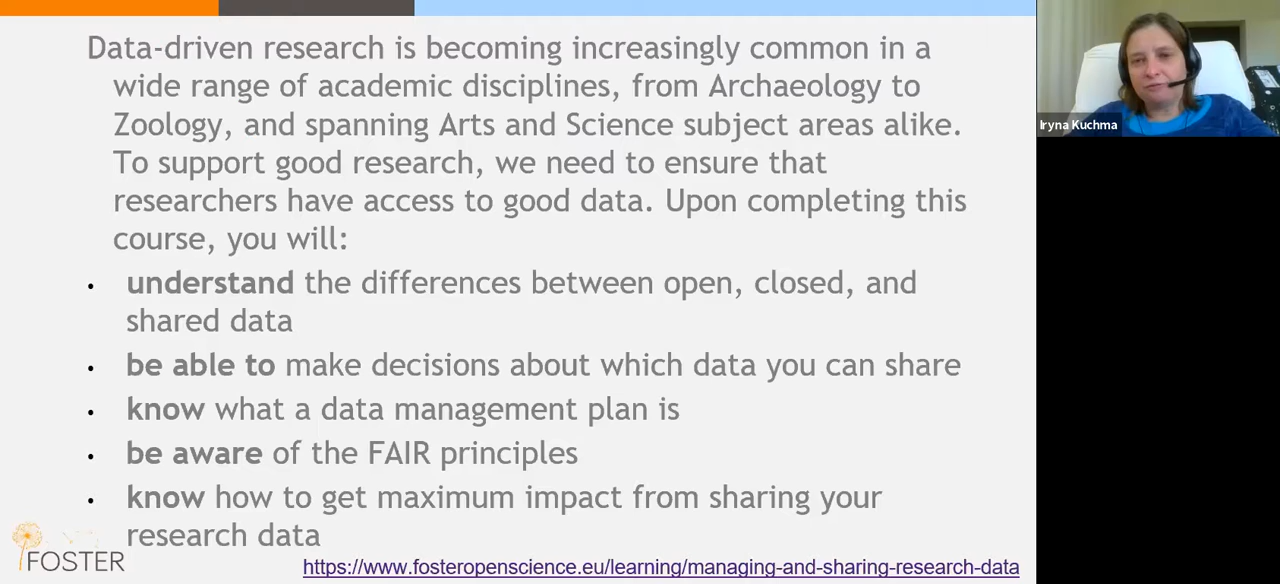 Data-driven research is becoming increasingly common in a
wide range of academic disciplines, from Archaeology to
Zoology, and spanning Arts and Science subject areas alike.
To support good research, we need to ensure that
researchers have access to good data. Upon completing this
course, you will:
• understand the differences between open, closed, and
shared data
• be able to make decisions about which data you can share
• know what a data management plan is
• be aware of the FAIR principles
• know how to get maximum impact from sharing your
research data
FOSTER
https://www.fosteropenscience.eu/learning/managing-and-sharing-research-data
Iryna Kuchma